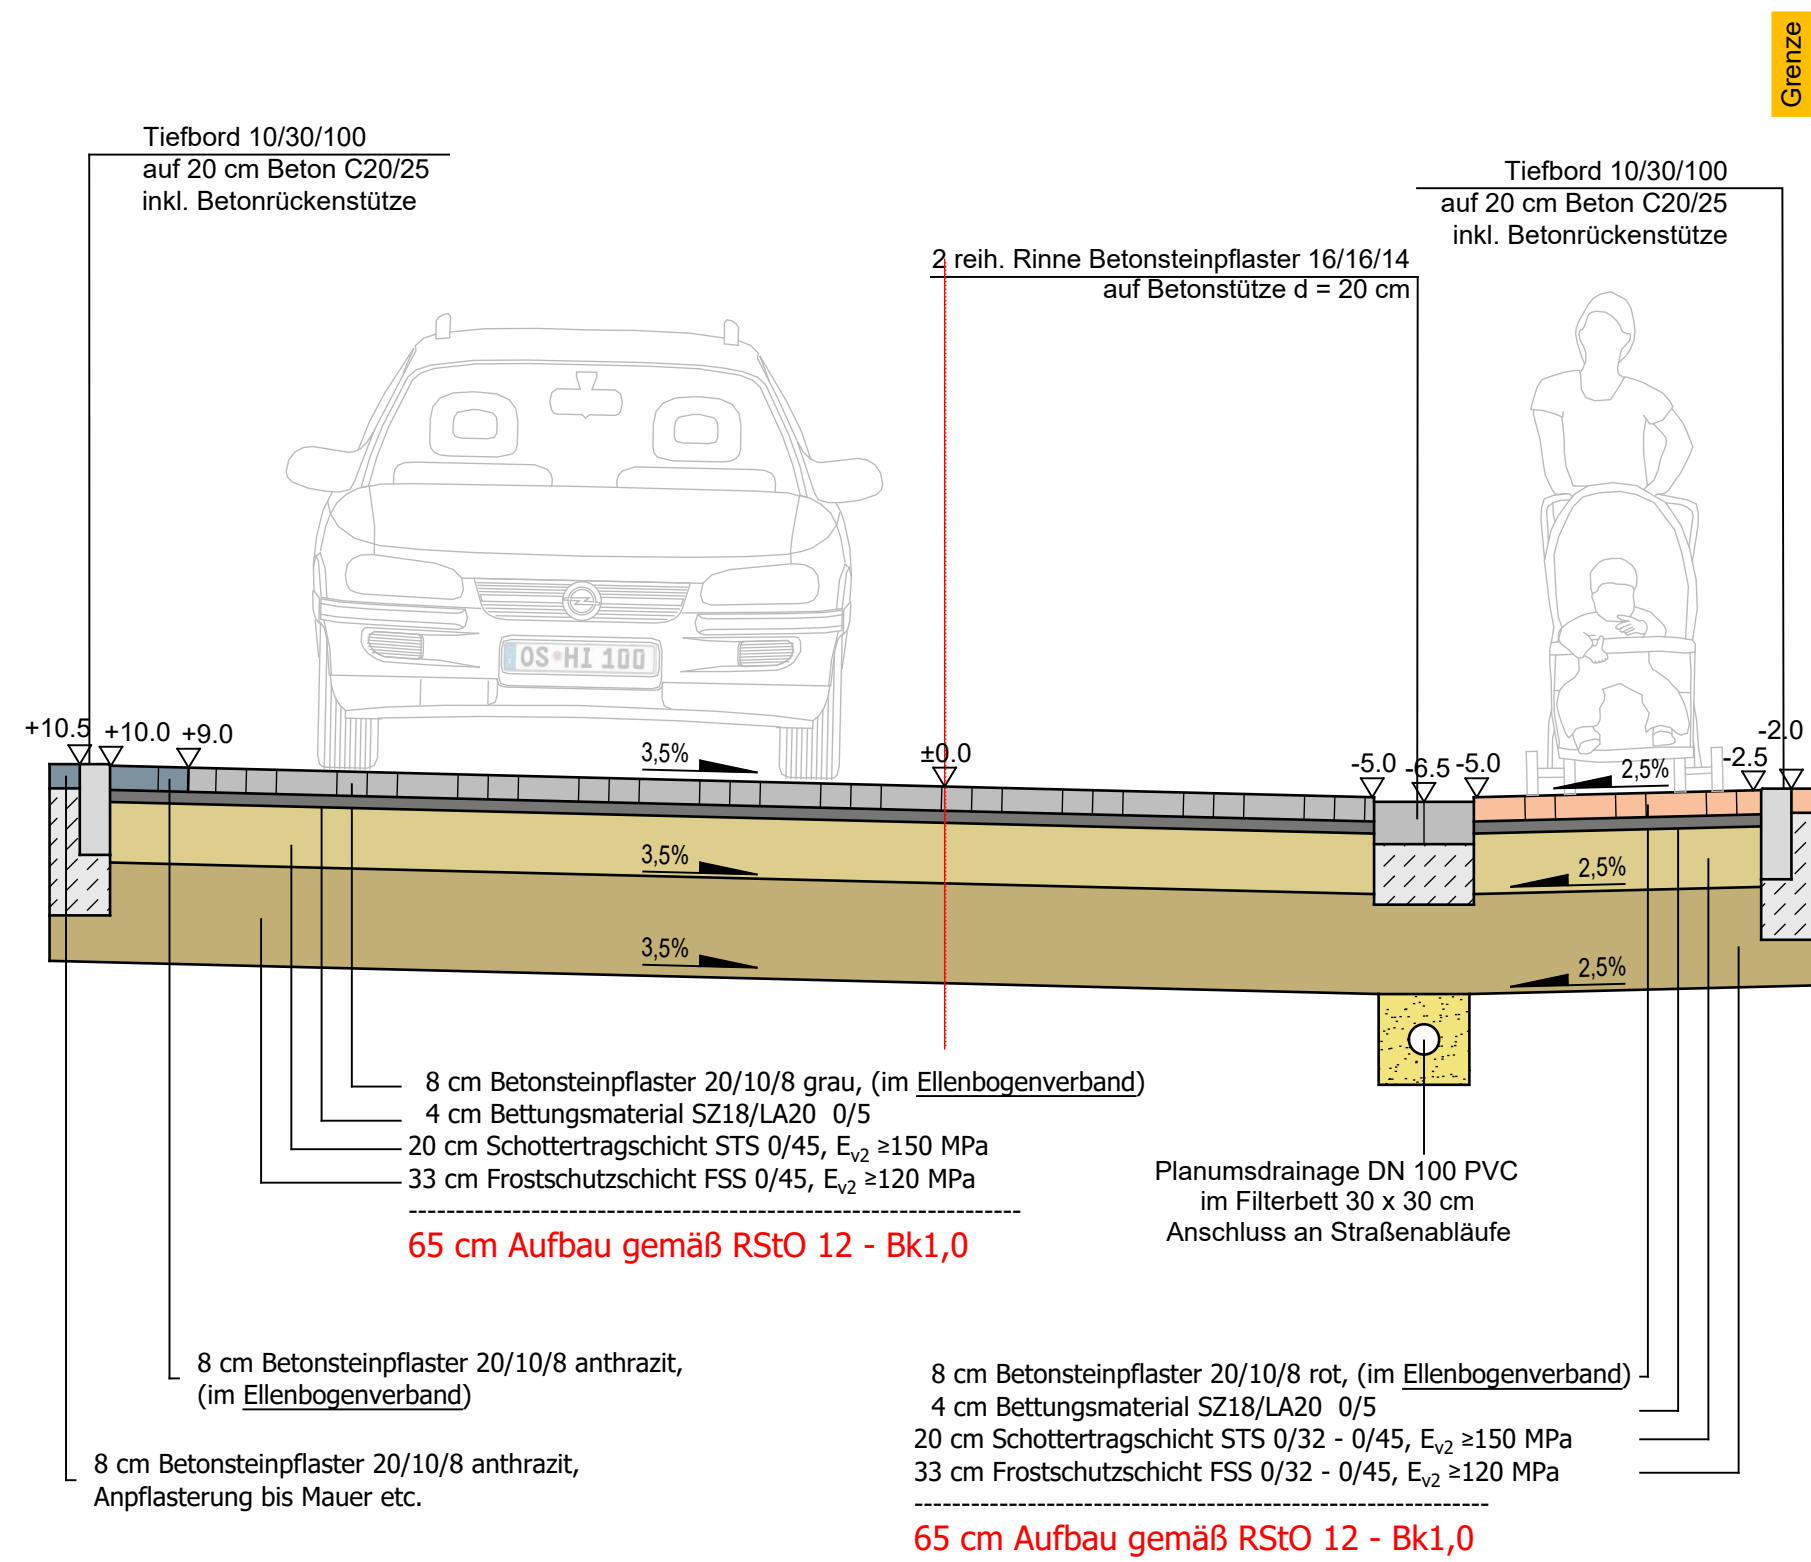 Grenze
Tiefbord 10/30/100
auf 20 cm Beton C20/25
inkl. Betonrückenstütze
Tiefbord 10/30/100
auf 20 cm Beton C20/25
inkl. Betonrückenstütze
2 reih. Rinne Betonsteinpflaster 16/16/14
auf Betonstütze d = 20 cm
OS HI 100
+10.5 +10.0 +9.0
3,5%
±0.0
-5.0 -6.5 -5.0
2,5%
-2.5
-2.0
3,5%
2,5%
3,5%
2,5%
8 cm Betonsteinpflaster 20/10/8 grau, (im Ellenbogenverband)
4 cm Bettungsmaterial SZ18/LA20 0/5
20 cm Schottertragschicht STS 0/45, Ev2 ≥150 MPa
33 cm Frostschutzschicht FSS 0/45, Ev2 ≥120 MPa
65 cm Aufbau gemäß RStO 12 - Bk1,0
Planumsdrainage DN 100 PVC
im Filterbett 30 x 30 cm
Anschluss an Straßenabläufe
8 cm Betonsteinpflaster 20/10/8 anthrazit,
(im Ellenbogenverband)
8 cm Betonsteinpflaster 20/10/8 anthrazit,
Anpflasterung bis Mauer etc.
8 cm Betonsteinpflaster 20/10/8 rot, (im Ellenbogenverband)
4 cm Bettungsmaterial SZ18/LA20 0/5
20 cm Schottertragschicht STS 0/32 - 0/45, Ev2 ≥150 MPa
33 cm Frostschutzschicht FSS 0/32 - 0/45, Ev2 ≥120 MPa
65 cm Aufbau gemäß RStO 12 - Bk1,0